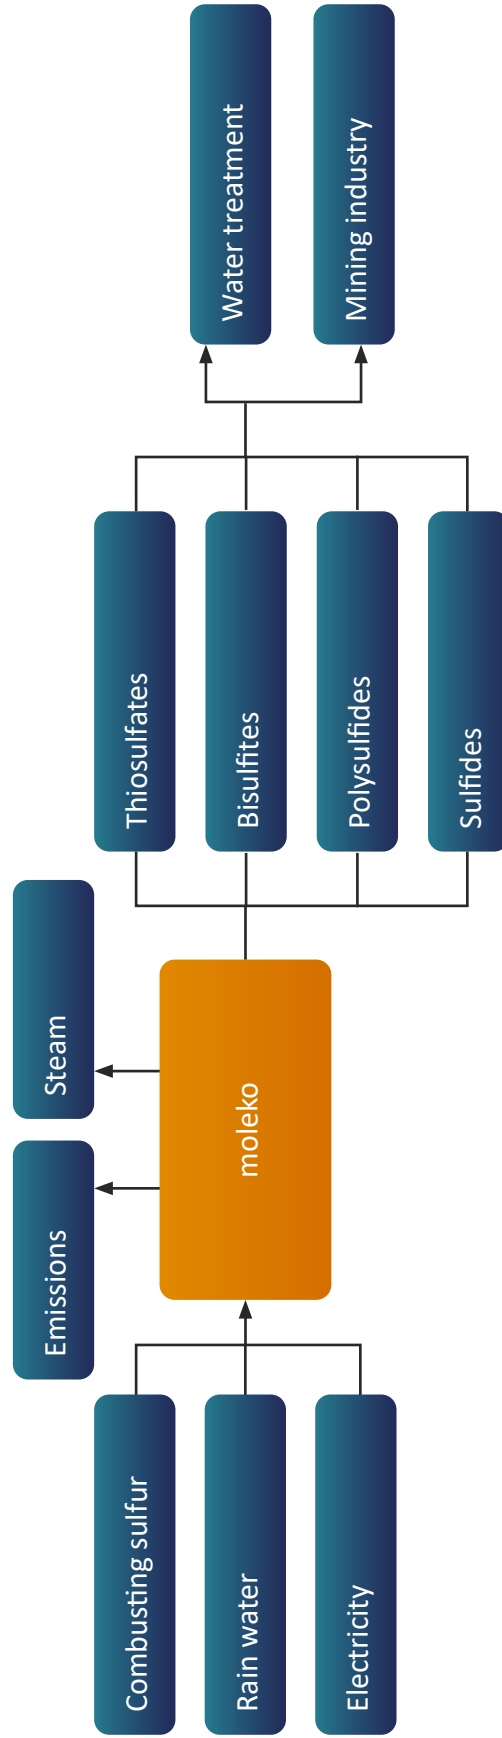 Combusting sulfur
Rain water
Electricity
Emissions
Steam
moleko
Thiosulfates
Bisulfites
Polysulfides
Sulfides
Water treatment
Mining industry